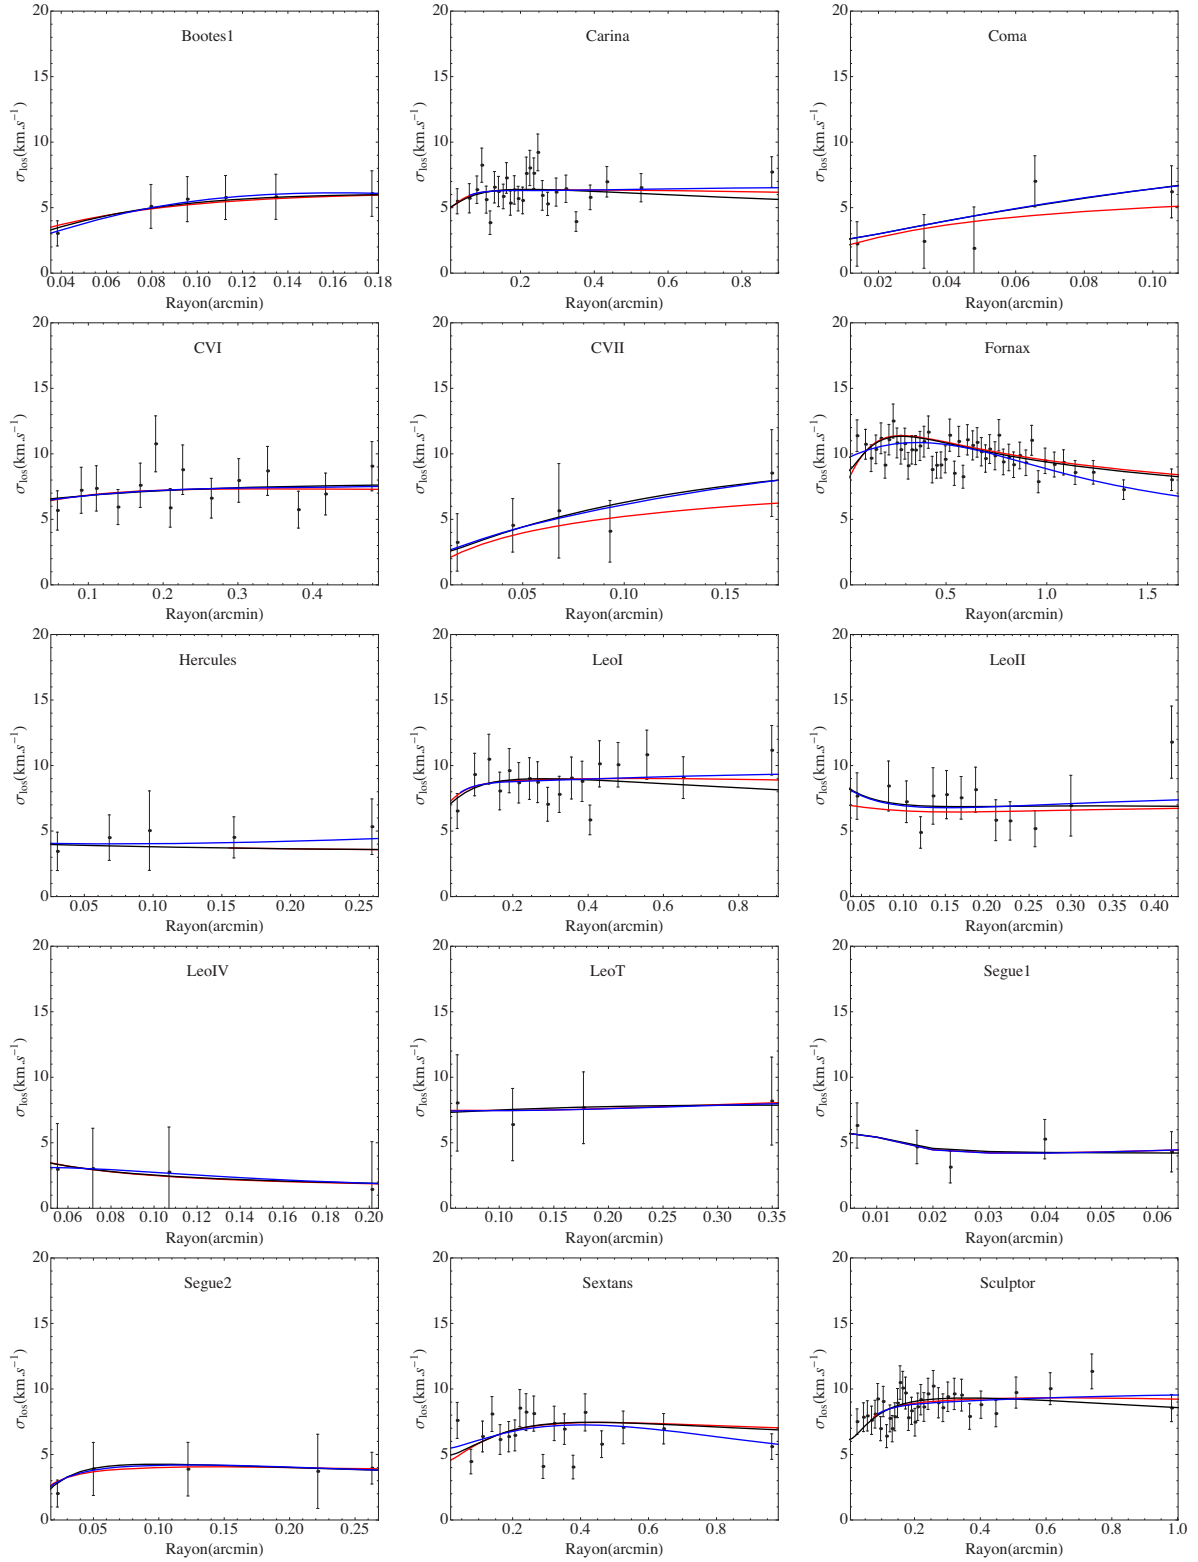 Bootes1
σlos(km.s−1)
20
15
10
5
0
0.04 0.06 0.08 0.10 0.12 0.14 0.16 0.18
Rayon(arcmin)
Carina
σlos(km.s−1)
20
15
10
5
0
0.2 0.4 0.6 0.8
Rayon(arcmin)
Coma
σlos(km.s−1)
20
15
10
5
0
0.02 0.04 0.06 0.08 0.10
Rayon(arcmin)
CVI
σlos(km.s−1)
20
15
10
5
0
0.1 0.2 0.3 0.4
Rayon(arcmin)
CVII
σlos(km.s−1)
20
15
10
5
0
0.05 0.10 0.15
Rayon(arcmin)
Fornax
σlos(km.s−1)
20
15
10
5
0
0.5 1.0 1.5
Rayon(arcmin)
Hercules
σlos(km.s−1)
20
15
10
5
0
0.05 0.10 0.15 0.20 0.25
Rayon(arcmin)
LeoI
σlos(km.s−1)
20
15
10
5
0
0.2 0.4 0.6 0.8
Rayon(arcmin)
LeoII
σlos(km.s−1)
20
15
10
5
0
0.05 0.10 0.15 0.20 0.25 0.30 0.35 0.40
Rayon(arcmin)
LeoIV
σlos(km.s−1)
20
15
10
5
0
0.06 0.08 0.10 0.12 0.14 0.16 0.18 0.20
Rayon(arcmin)
LeoT
σlos(km.s−1)
20
15
10
5
0
0.10 0.15 0.20 0.25 0.30 0.35
Rayon(arcmin)
Segue1
σlos(km.s−1)
20
15
10
5
0
0.01 0.02 0.03 0.04 0.05 0.06
Rayon(arcmin)
Segue2
σlos(km.s−1)
20
15
10
5
0
0.05 0.10 0.15 0.20 0.25
Rayon(arcmin)
Sextans
σlos(km.s−1)
20
15
10
5
0
0.2 0.4 0.6 0.8
Rayon(arcmin)
Sculptor
σlos(km.s−1)
20
15
10
5
0
0.2 0.4 0.6 0.8 1.0
Rayon(arcmin)